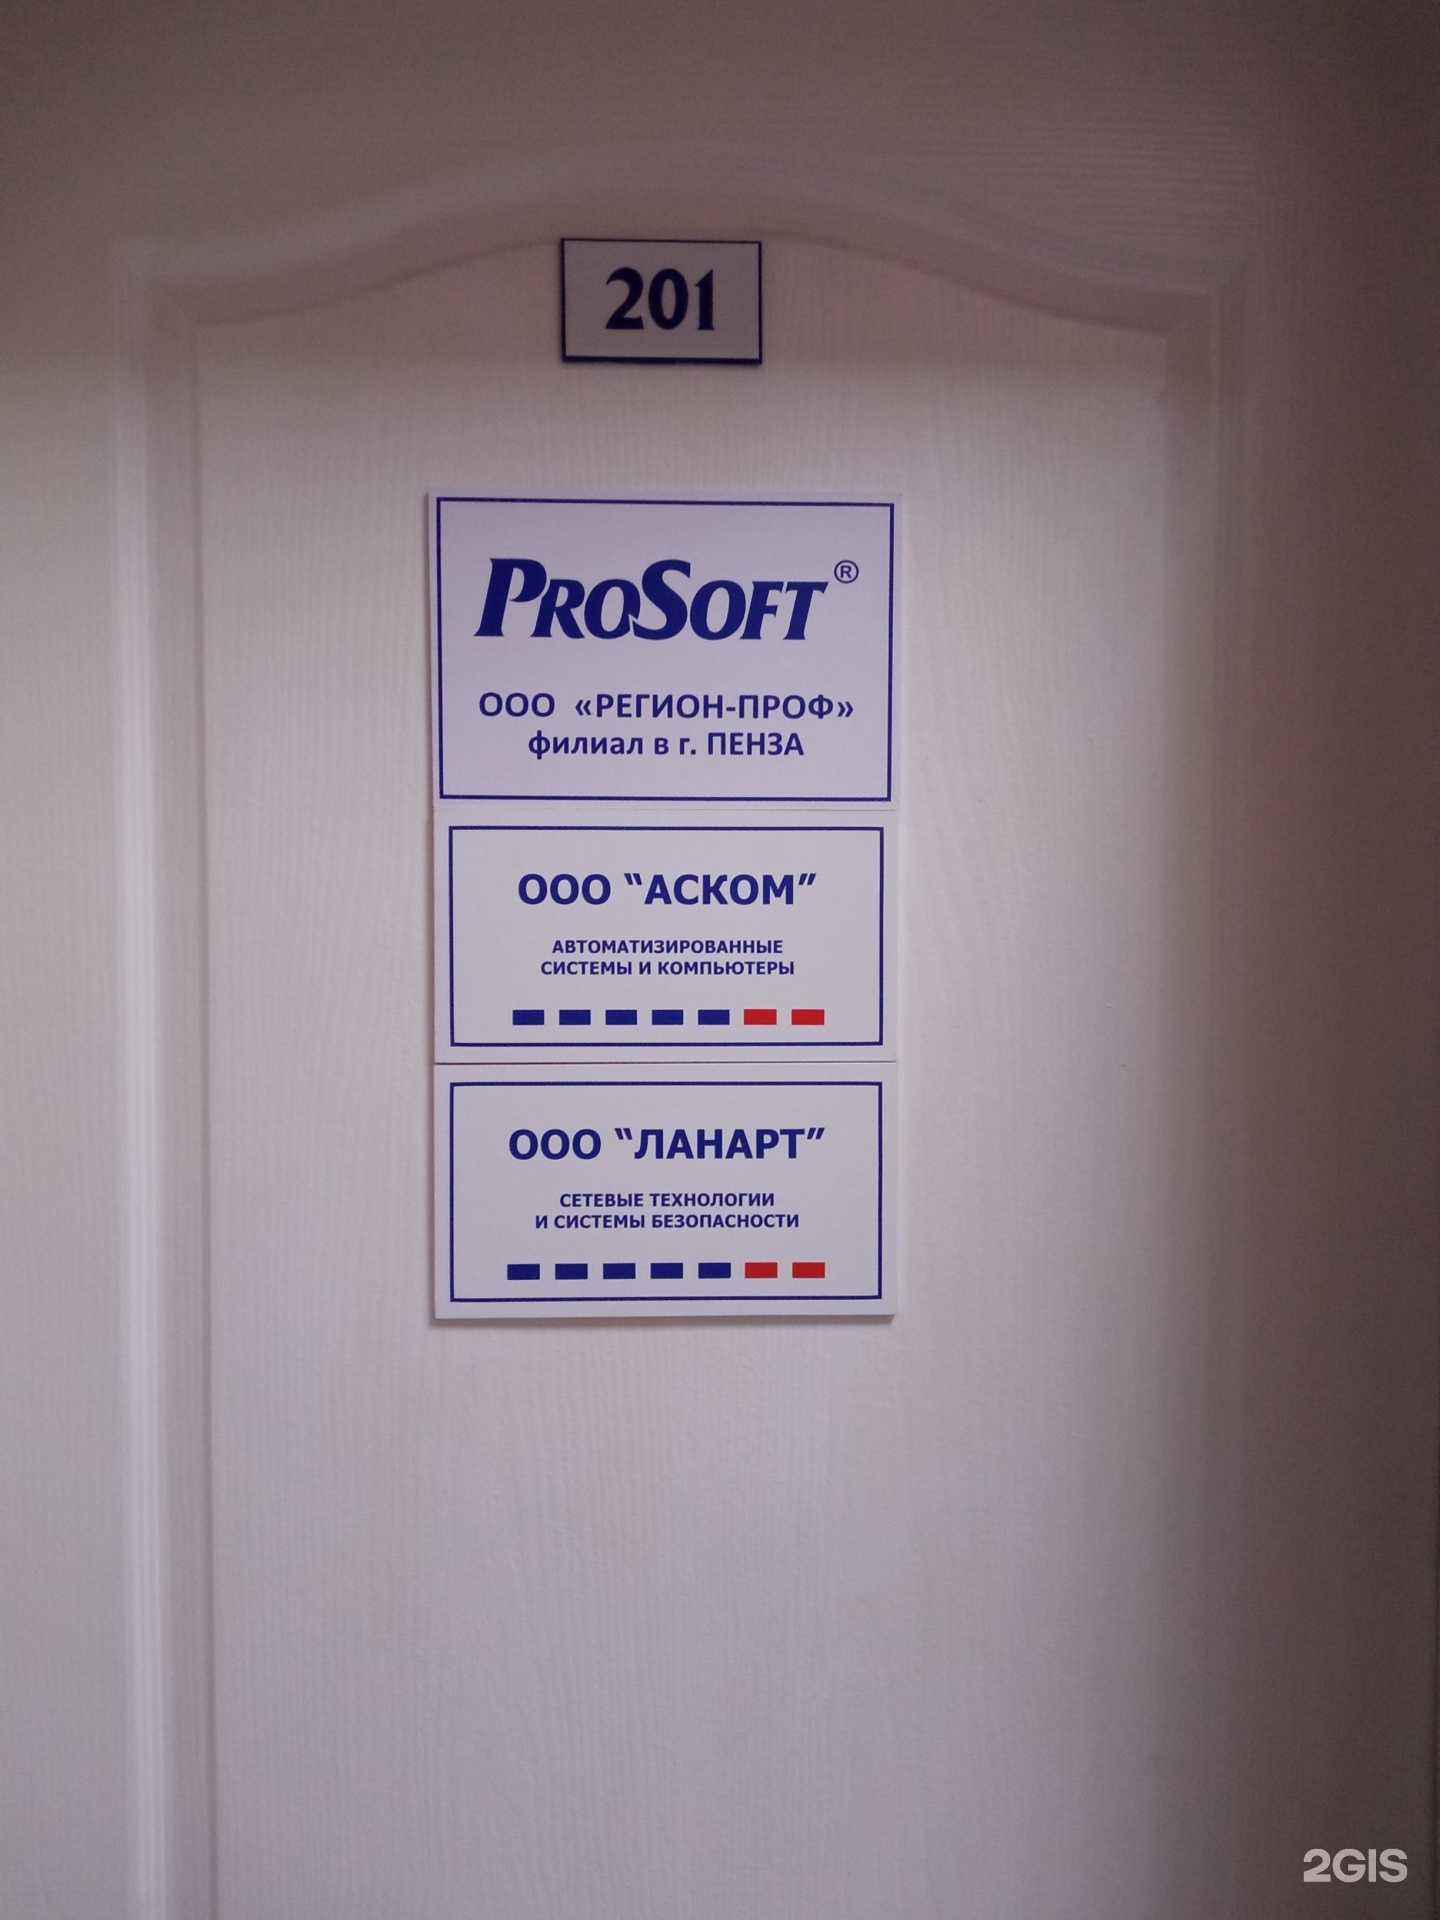 201
PROSOFT®
ООО «РЕГИОН-ПРОФ»
филиал в г. ПЕНЗА
ООО “АСКОМ”
АВТОМАТИЗИРОВАННЫЕ
СИСТЕМЫ И КОМПЬЮТЕРЫ
ООО “ЛАНАРТ”
СЕТЕВЫЕ ТЕХНОЛОГИИ
И СИСТЕМЫ БЕЗОПАСНОСТИ
2GIS